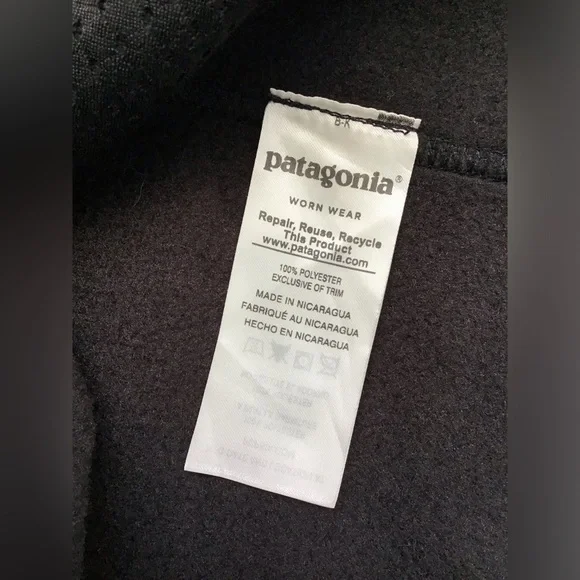 patagonia®
WORN WEAR
Repair, Reuse, Recycle
This Product
www.patagonia.com
100% POLYESTER
EXCLUSIVE OF TRIM
MADE IN NICARAGUA
FABRIQUÉ AU NICARAGUA
HECHO EN NICARAGUA